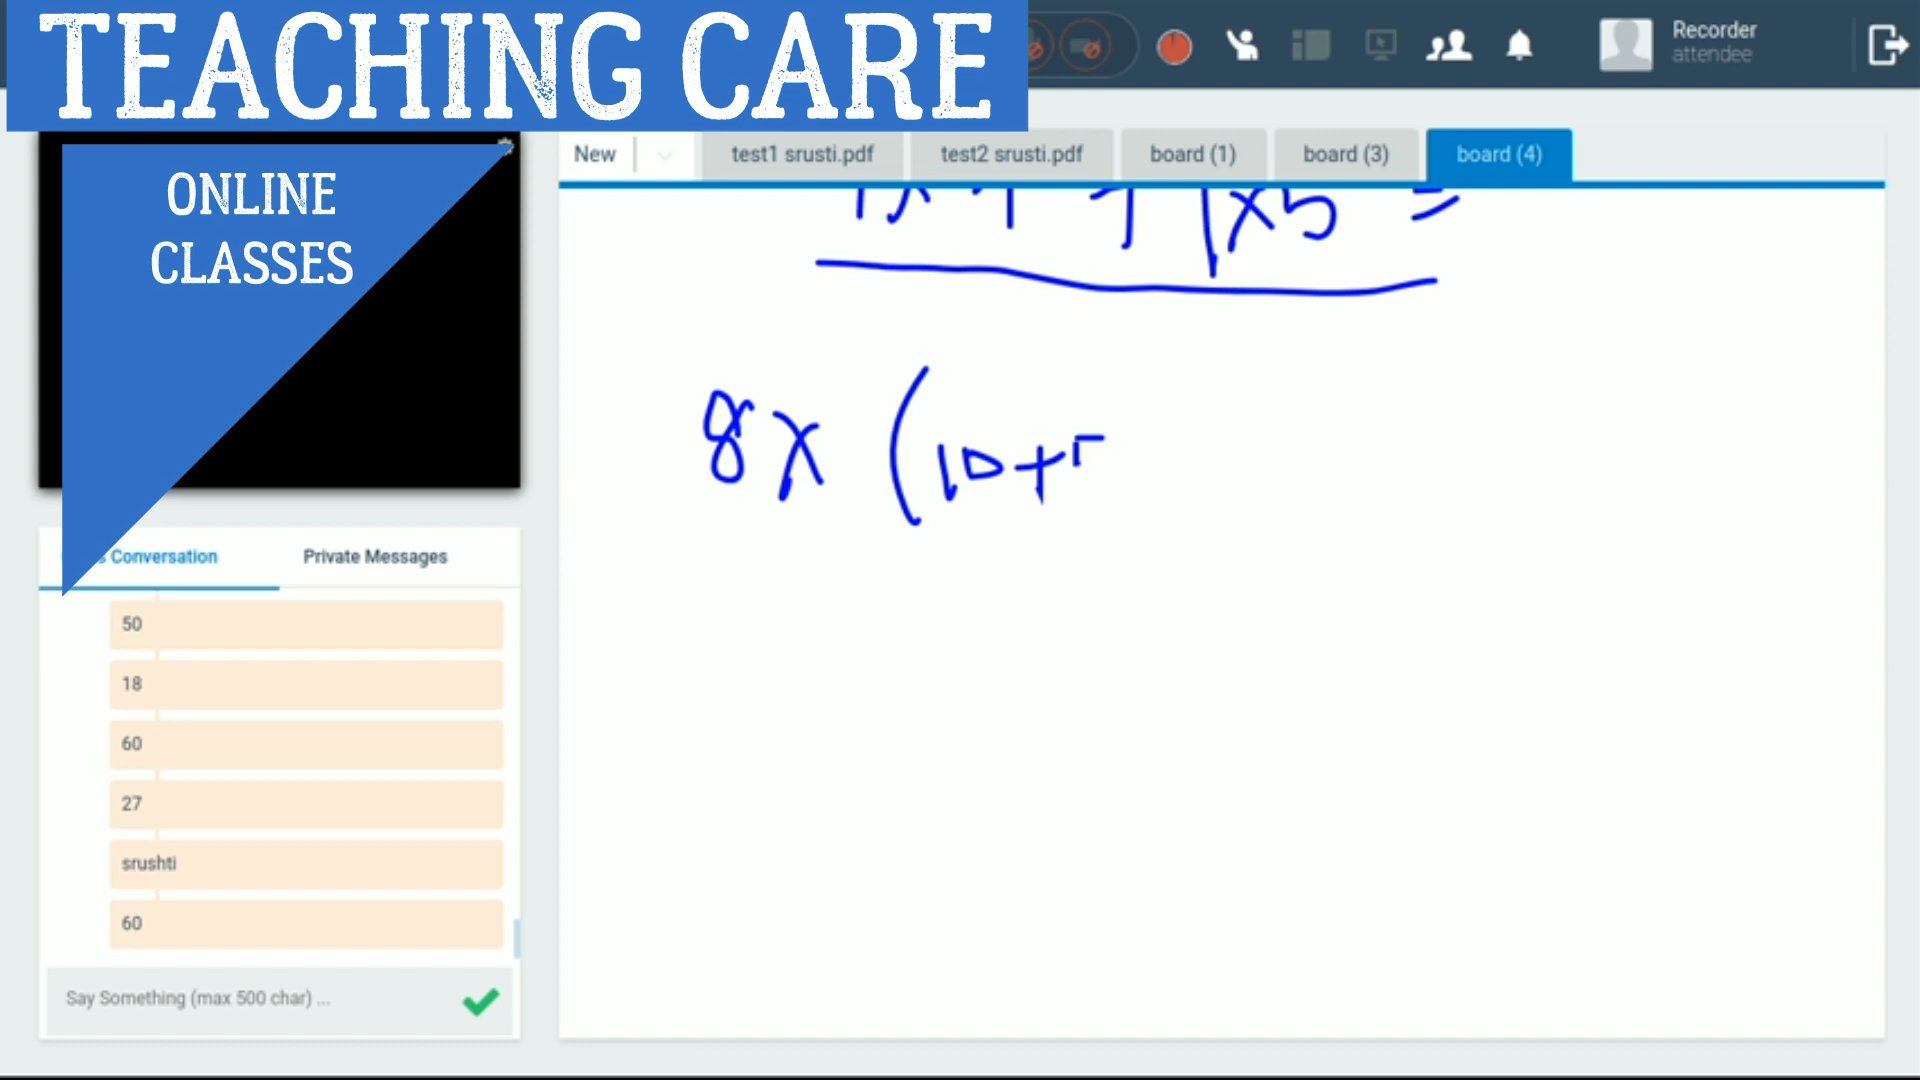 TEACHING CARE
ONLINE
CLASSES
Recorder
attendee
New
test1 srusti.pdf
test2 srusti.pdf
board (1)
board (3)
board (4)
8x (10+
Conversation
Private Messages
50
18
60
27
srushti
60
Say Something (max 500 char) ...